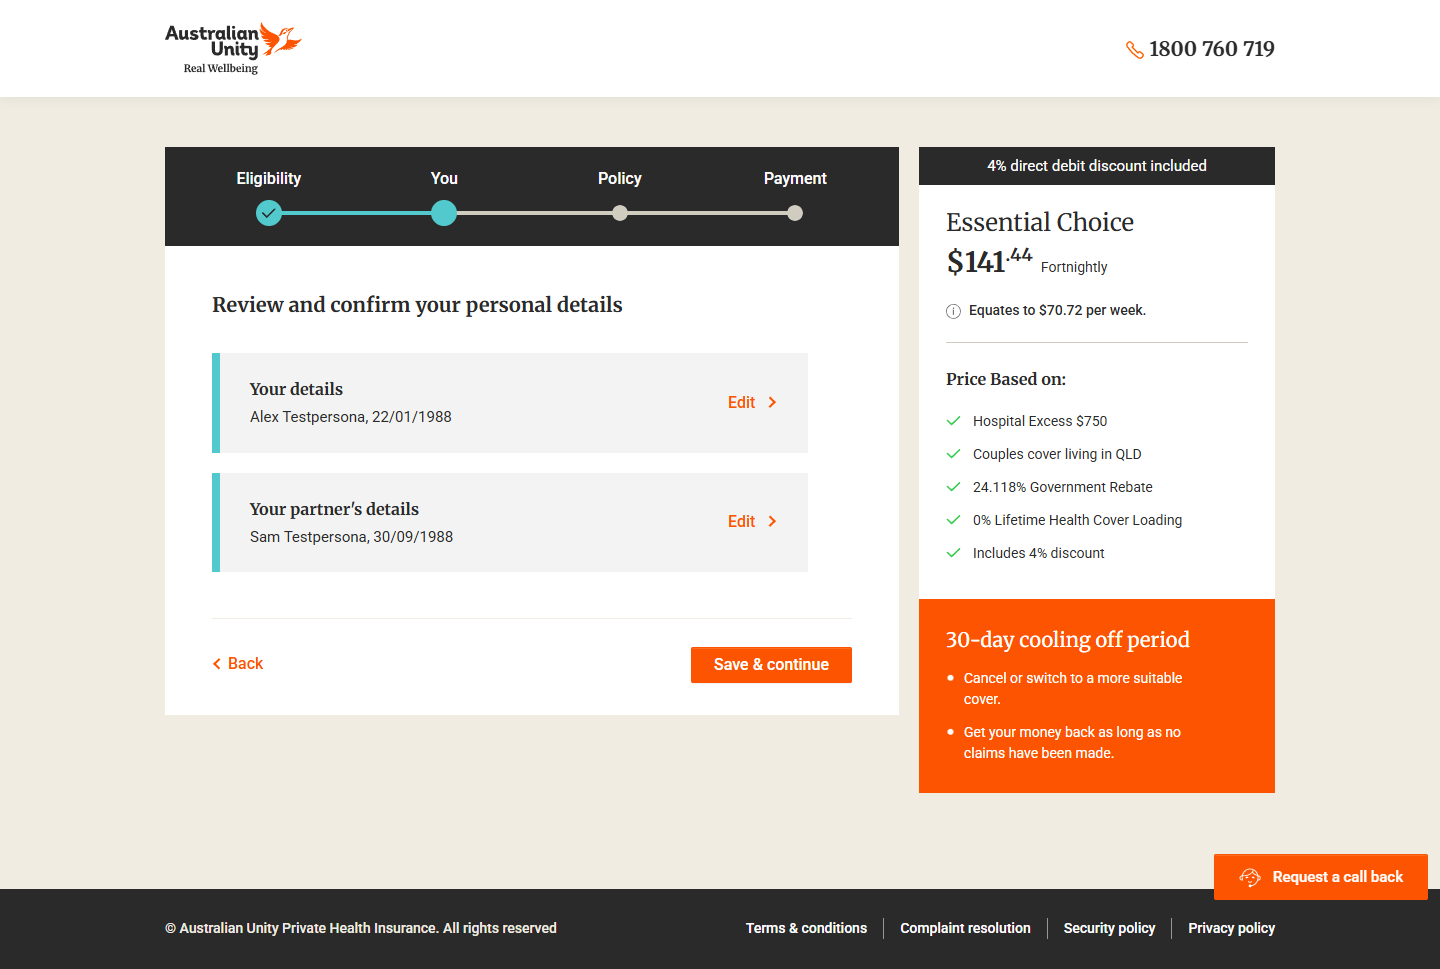 Australian
Unity
Real Wellbeing
1800 760 719
Eligibility
You
Policy
Payment
Review and confirm your personal details
Your details
Alex Testpersona, 22/01/1988
Edit
Your partner's details
Sam Testpersona, 30/09/1988
Edit
Back
Save & continue
4% direct debit discount included
Essential Choice
$141.44 Fortnightly
Equates to $70.72 per week.
Price Based on:
Hospital Excess $750
Couples cover living in QLD
24.118% Government Rebate
0% Lifetime Health Cover Loading
Includes 4% discount
30-day cooling off period
Cancel or switch to a more suitable
cover.
Get your money back as long as no
claims have been made.
Request a call back
© Australian Unity Private Health Insurance. All rights reserved
Terms & conditions
Complaint resolution
Security policy
Privacy policy